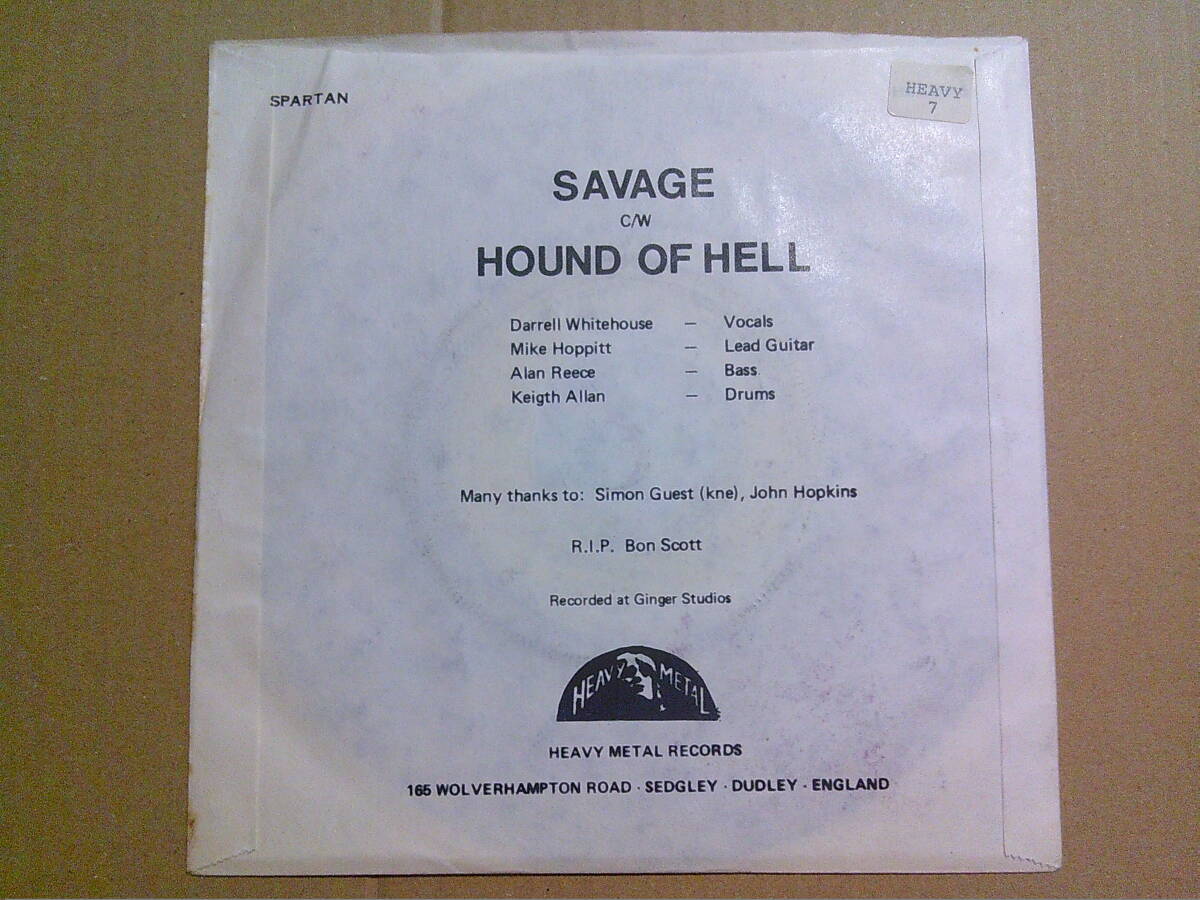 SPARTAN
HEAVY
7
SAVAGE
C/W
HOUND OF HELL
Darrell Whitehouse – Vocals
Mike Hoppitt – Lead Guitar
Alan Reece – Bass
Keigth Allan – Drums
Many thanks to: Simon Guest (kne), John Hopkins
R.I.P. Bon Scott
Recorded at Ginger Studios
HEAVY METAL
HEAVY METAL RECORDS
165 WOLVERHAMPTON ROAD · SEDGLEY · DUDLEY · ENGLAND